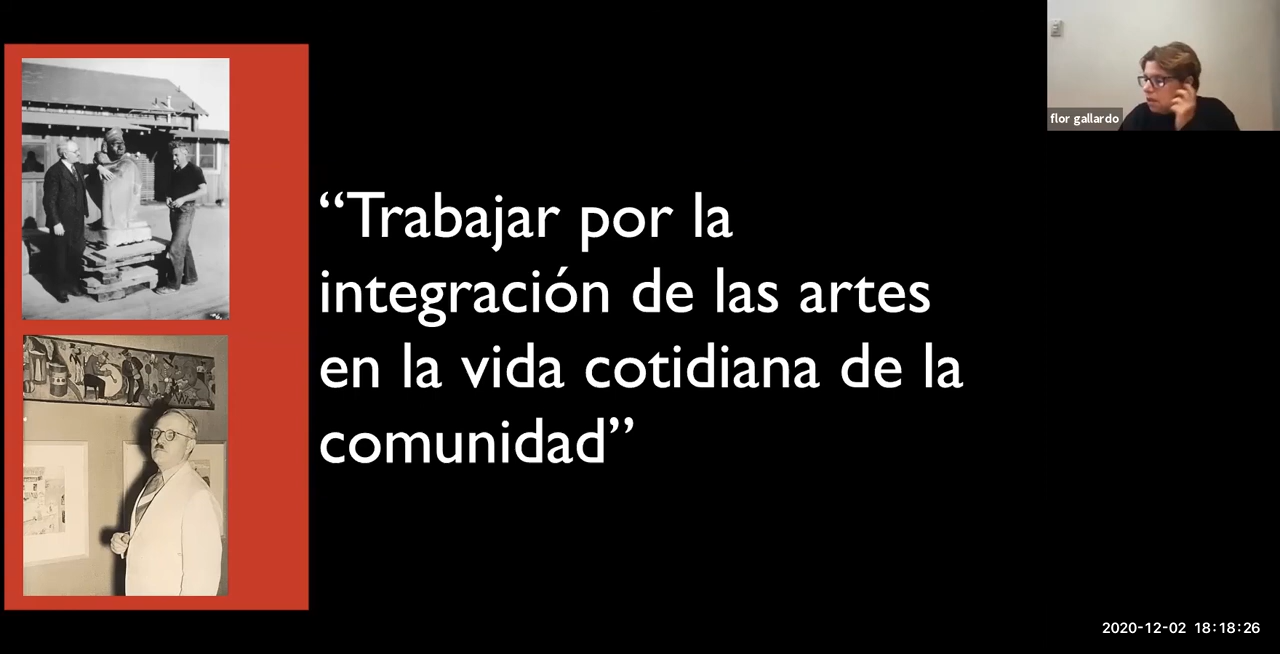 flor gallardo
“Trabajar por la
integración de las artes
en la vida cotidiana de la
comunidad”
2020-12-02 18:18:26